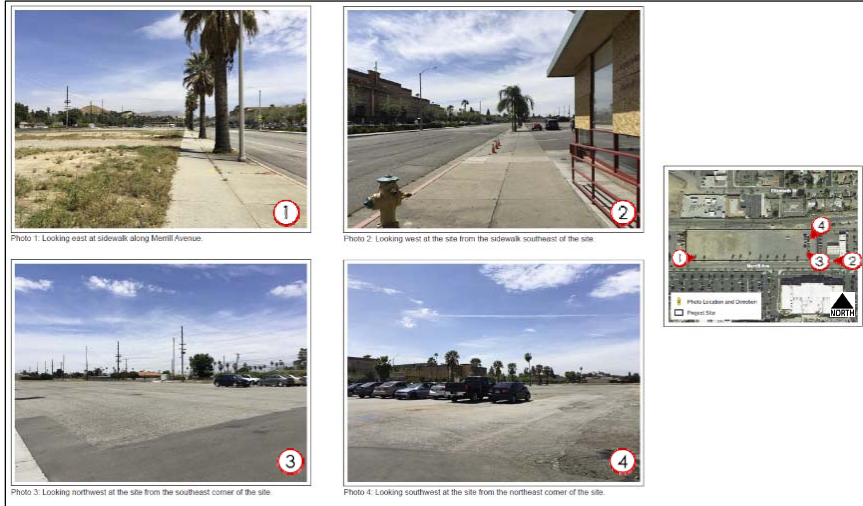 1
2
Photo 1: Looking east at sidewalk along Merrill Avenue.
Photo 2: Looking west at the site from the sidewalk southeast of the site.
Elizabeth St
4
1
3
2
Merrill Ave
Photo Location and Direction
Project Site
NORTH
3
4
Photo 3: Looking northwest at the site from the southeast corner of the site.
Photo 4: Looking southwest at the site from the northeast corner of the site.